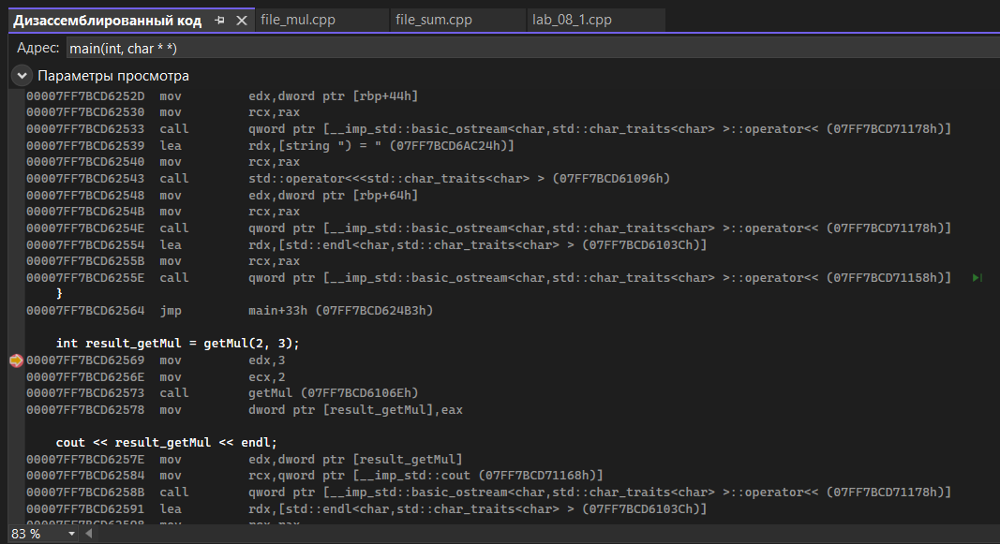 Дизассемблированный код file_mul.cpp file_sum.cpp lab_08_1.cpp
Адрес: main(int, char * *)
Параметры просмотра
00007FF7BCD6252D mov edx,dword ptr [rbp+44h]
00007FF7BCD62530 mov rcx,rax
00007FF7BCD62533 call qword ptr [__imp_std::basic_ostream<char,std::char_traits<char> >::operator<< (07FF7BCD71178h)]
00007FF7BCD62539 lea rdx,[string ") = " (07FF7BCD6AC24h)]
00007FF7BCD62540 mov rcx,rax
00007FF7BCD62543 call std::operator<<<std::char_traits<char> > (07FF7BCD61096h)
00007FF7BCD62548 mov edx,dword ptr [rbp+64h]
00007FF7BCD6254B mov rcx,rax
00007FF7BCD6254E call qword ptr [__imp_std::basic_ostream<char,std::char_traits<char> >::operator<< (07FF7BCD71178h)]
00007FF7BCD62554 lea rdx,[std::endl<char,std::char_traits<char> > (07FF7BCD6103Ch)]
00007FF7BCD6255B mov rcx,rax
00007FF7BCD6255E call qword ptr [__imp_std::basic_ostream<char,std::char_traits<char> >::operator<< (07FF7BCD71158h)]
}
00007FF7BCD62564 jmp main+33h (07FF7BCD624B3h)
int result_getMul = getMul(2, 3);
00007FF7BCD62569 mov edx,3
00007FF7BCD6256E mov ecx,2
00007FF7BCD62573 call getMul (07FF7BCD6106Eh)
00007FF7BCD62578 mov dword ptr [result_getMul],eax
cout << result_getMul << endl;
00007FF7BCD6257E mov edx,dword ptr [result_getMul]
00007FF7BCD62584 mov rcx,qword ptr [__imp_std::cout (07FF7BCD71168h)]
00007FF7BCD6258B call qword ptr [__imp_std::basic_ostream<char,std::char_traits<char> >::operator<< (07FF7BCD71178h)]
00007FF7BCD62591 lea rdx,[std::endl<char,std::char_traits<char> > (07FF7BCD6103Ch)]
83 %